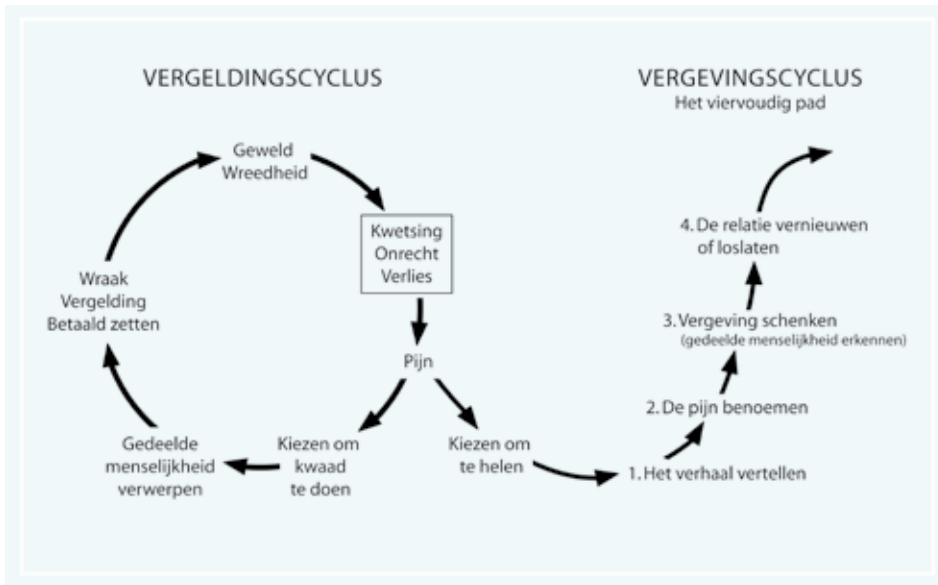 VERGELDINGSCYCLUS
Geweld
Wreedheid
Kwetsing
Onrecht
Verlies
Pijn
Kiezen om
kwaad
te doen
Gedeelde
menselijkheid
verwerpen
Wraak
Vergelding
Betaald zetten
Kiezen om
te helen
VERGEVINGSCYCLUS
Het viervoudig pad
1. Het verhaal vertellen
2. De pijn benoemen
3. Vergeving schenken
(gedeelde menselijkheid erkennen)
4. De relatie vernieuwen
of loslaten